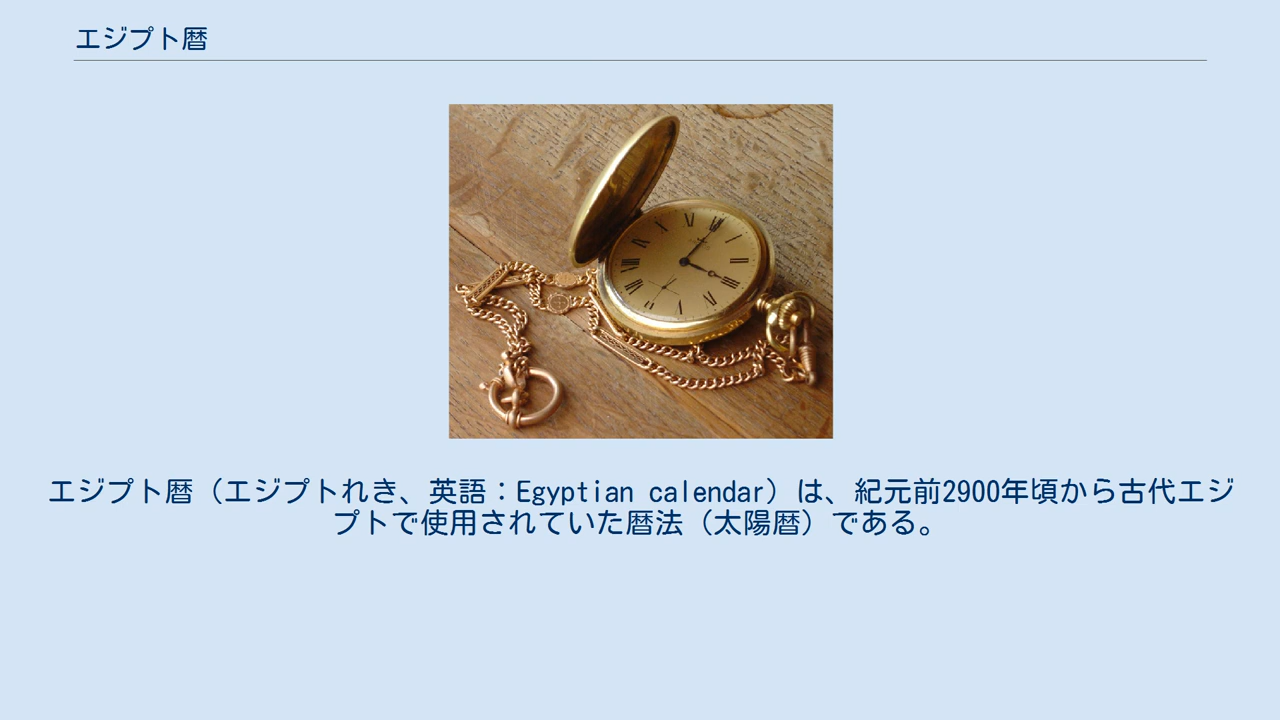 エジプト暦
エジプト暦（エジプトれき、英語：Egyptian calendar）は、紀元前2900年頃から古代エジ
プトで使用されていた暦法（太陽暦）である。